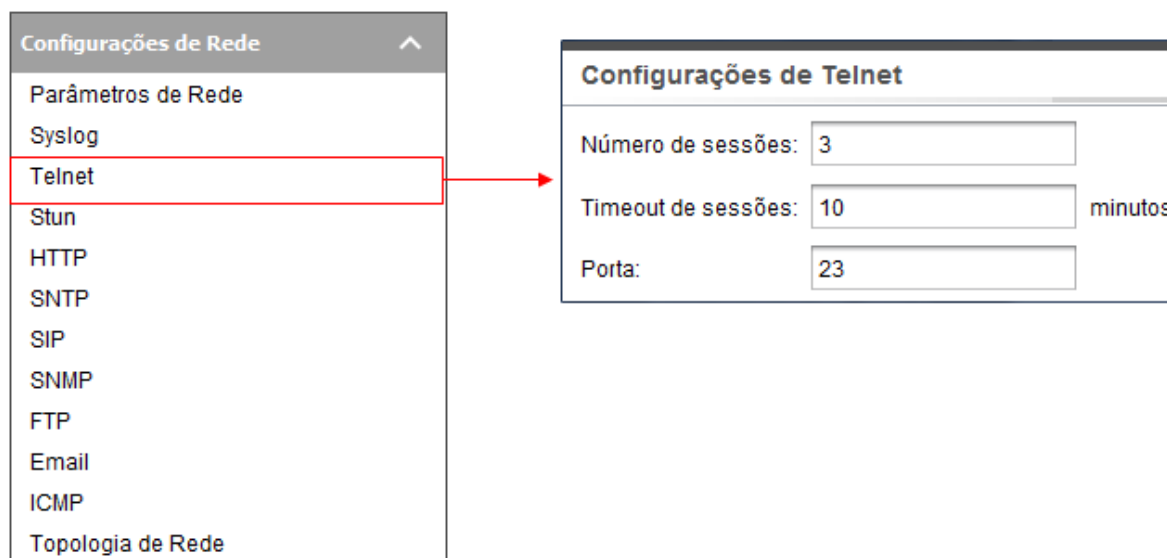 Configurações de Rede
Parâmetros de Rede
Syslog
Telnet
Stun
HTTP
SNTP
SIP
SNMP
FTP
Email
ICMP
Topologia de Rede
Configurações de Telnet
Número de sessões: 3
Timeout de sessões: 10 minutos
Porta: 23